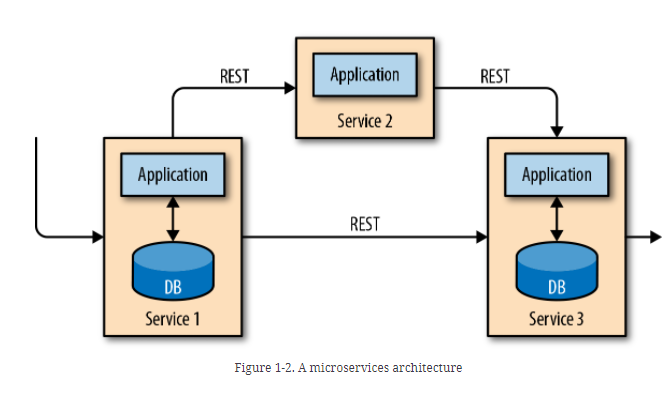 REST
Application
REST
Service 2
Application
DB
Service 1
REST
Application
DB
Service 3
Figure 1-2. A microservices architecture